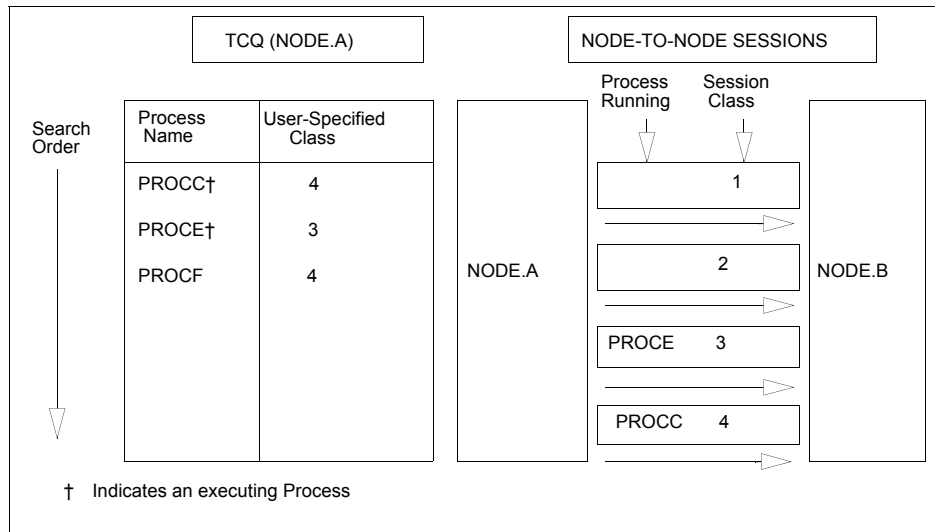 TCQ (NODE.A)
NODE-TO-NODE SESSIONS
Search
Order
Process
Name
User-Specified
Class
PROCC† 4
PROCE† 3
PROCF 4
Process
Running
Session
Class
NODE.A
1
2
PROCE 3
PROCC 4
NODE.B
† Indicates an executing Process